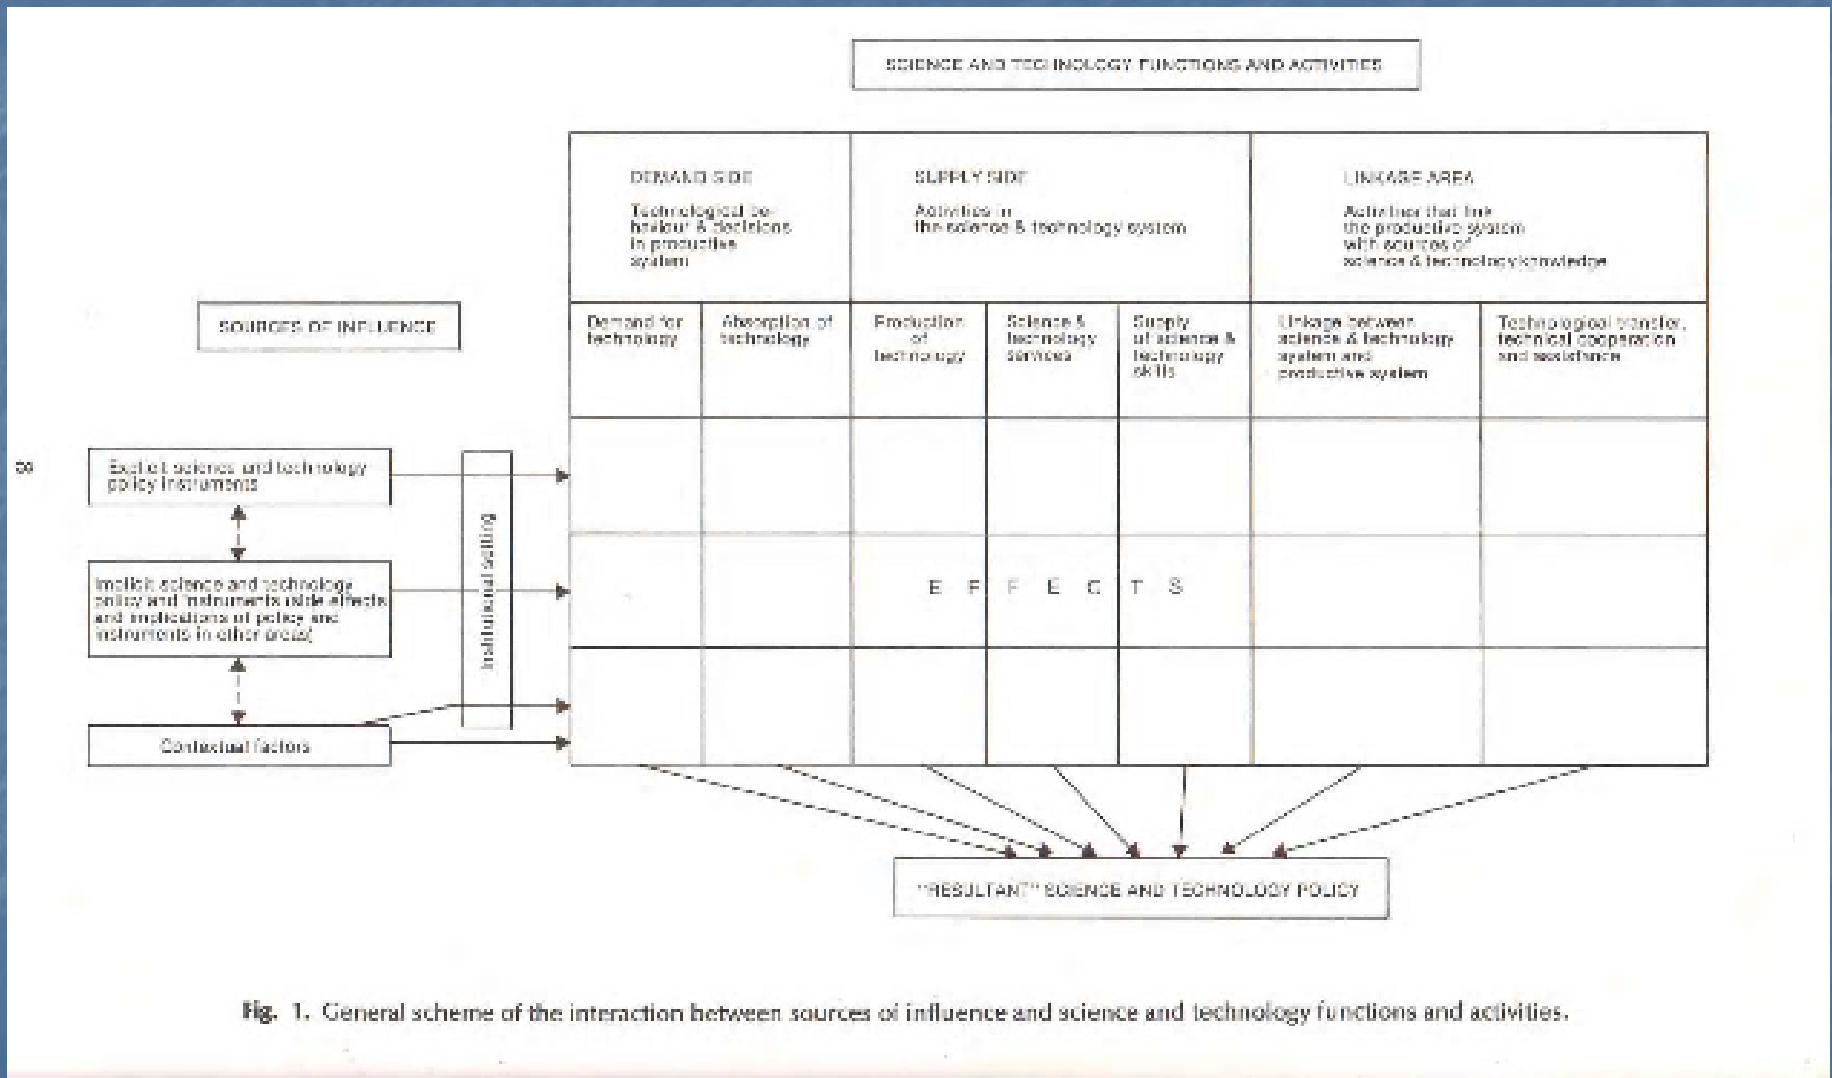 SCIENCE AND TECHNOLOGY FUNCTIONS AND ACTIVITIES
DEMAND SIDE
Technological be-
haviour & decisions
in productive
system
SUPPLY SIDE
Activities in
the science & technology system
LINKAGE AREA
Activities that link
the productive system
with sources of
science & technology knowledge
SOURCES OF INFLUENCE
Demand for
technology
Absorption of
technology
Production
of
technology
Science &
technology
services
Supply
of science &
technology
skills
Linkage between
science & technology
system and
productive system
Technological transfer,
technical cooperation
and assistance
8
Explicit science and technology
policy instruments
Institutional setting
Implicit science and technology
policy and instruments (side effects
and implications of policy and
instruments in other areas)
E F F E C T S
Contextual factors
"RESULTANT" SCIENCE AND TECHNOLOGY POLICY
Fig. 1. General scheme of the interaction between sources of influence and science and technology functions and activities.